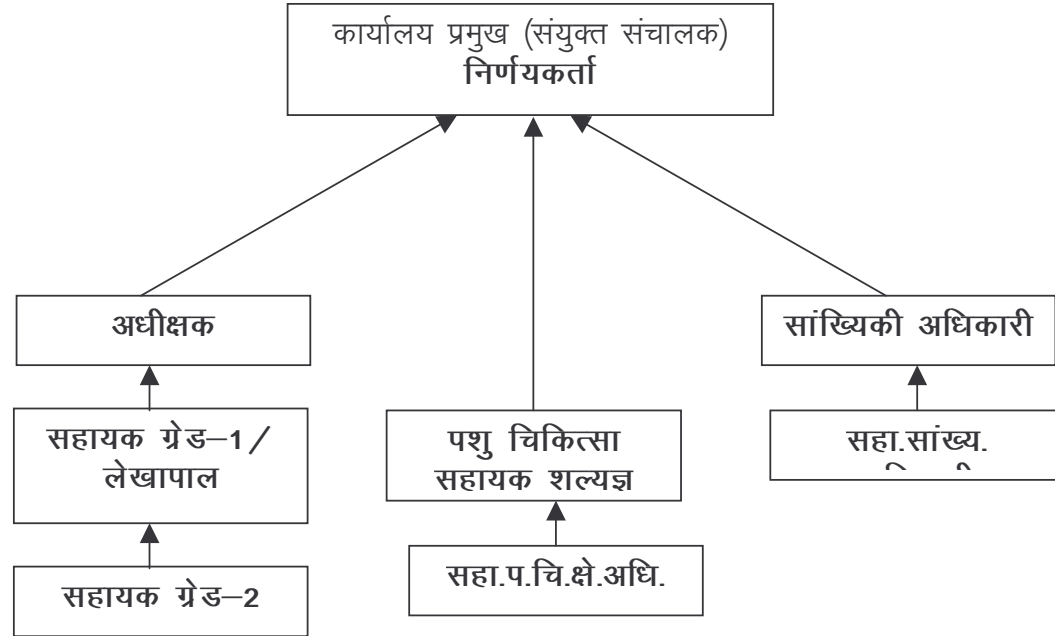 कार्यालय प्रमुख (संयुक्त संचालक)
निर्णयकर्ता
अधीक्षक
सांख्यिकी अधिकारी
सहायक ग्रेड–1 /
लेखापाल
पशु चिकित्सा
सहायक शल्यज्ञ
सहा.सांख्य.
सहायक ग्रेड–2
सहा.प.चि.क्षे.अधि.